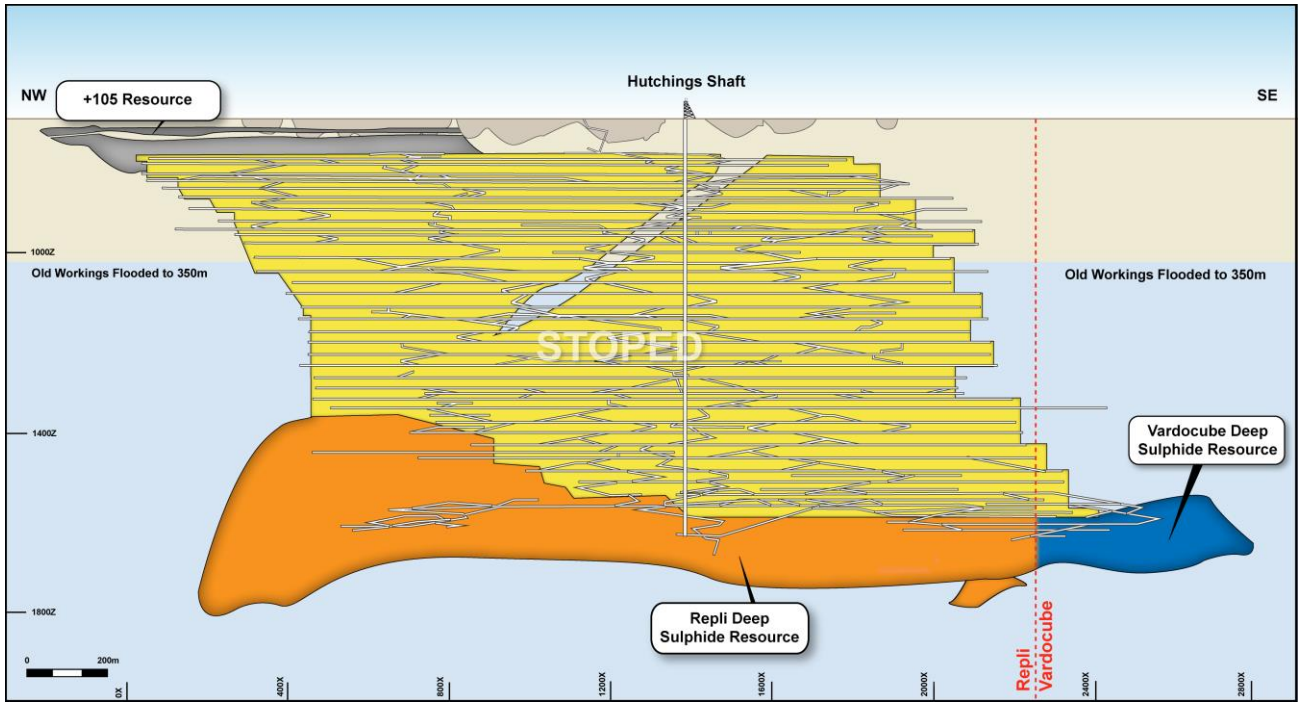 Hutchings Shaft
NW
+105 Resource
SE
1000Z
Old Workings Flooded to 350m
Old Workings Flooded to 350m
STOPED
1400Z
Vardocube Deep
Sulphide Resource
1800Z
Repli Deep
Sulphide Resource
Repli
Vardocube
0
200m
0X
400X
800X
1200X
1600X
2000X
2400X
2800X